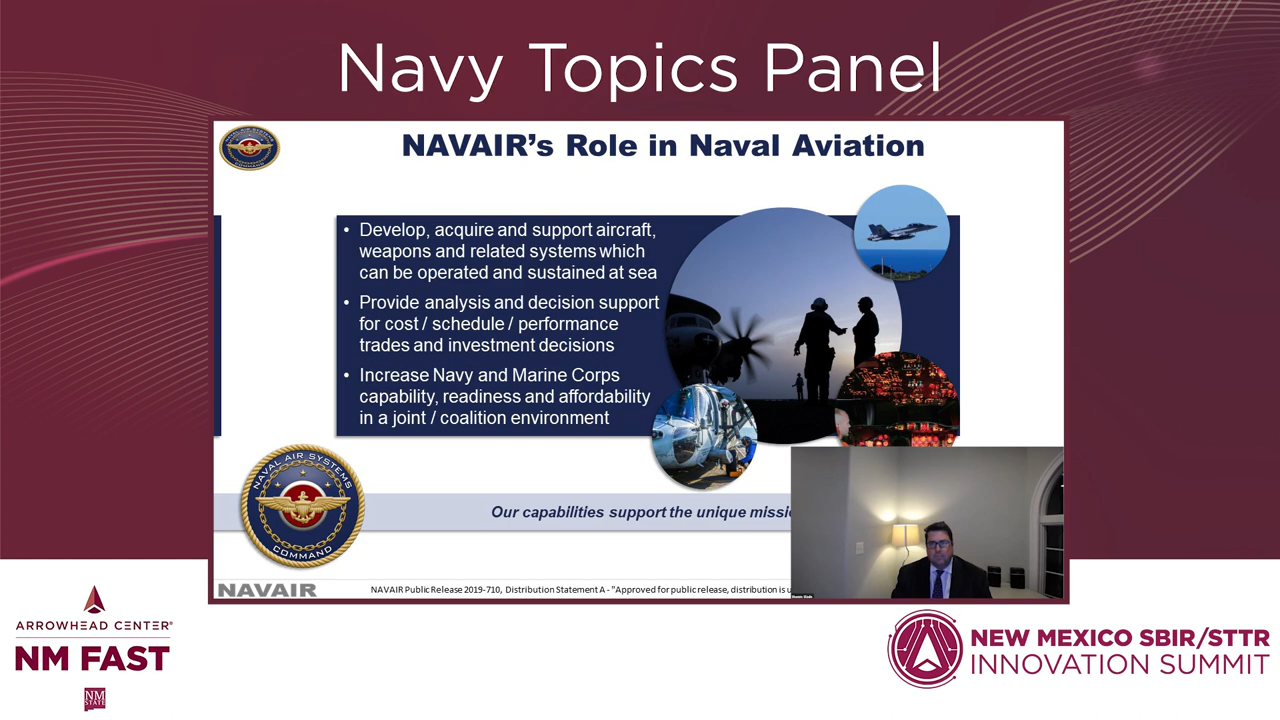 Navy Topics Panel
NAVAIR's Role in Naval Aviation
• Develop, acquire and support aircraft,
weapons and related systems which
can be operated and sustained at sea
• Provide analysis and decision support
for cost / schedule / performance
trades and investment decisions
• Increase Navy and Marine Corps
capability, readiness and affordability
in a joint / coalition environment
NAVAL AIR SYSTEMS
COMMAND
Our capabilities support the unique
NAVAIR
NAVAIR Public Release 2019-710, Distribution Statement A - "Approved for public release, distribution is
ARROWHEAD CENTER®
NM FAST
NM
STATE
NEW MEXICO SBIR/STTR
INNOVATION SUMMIT